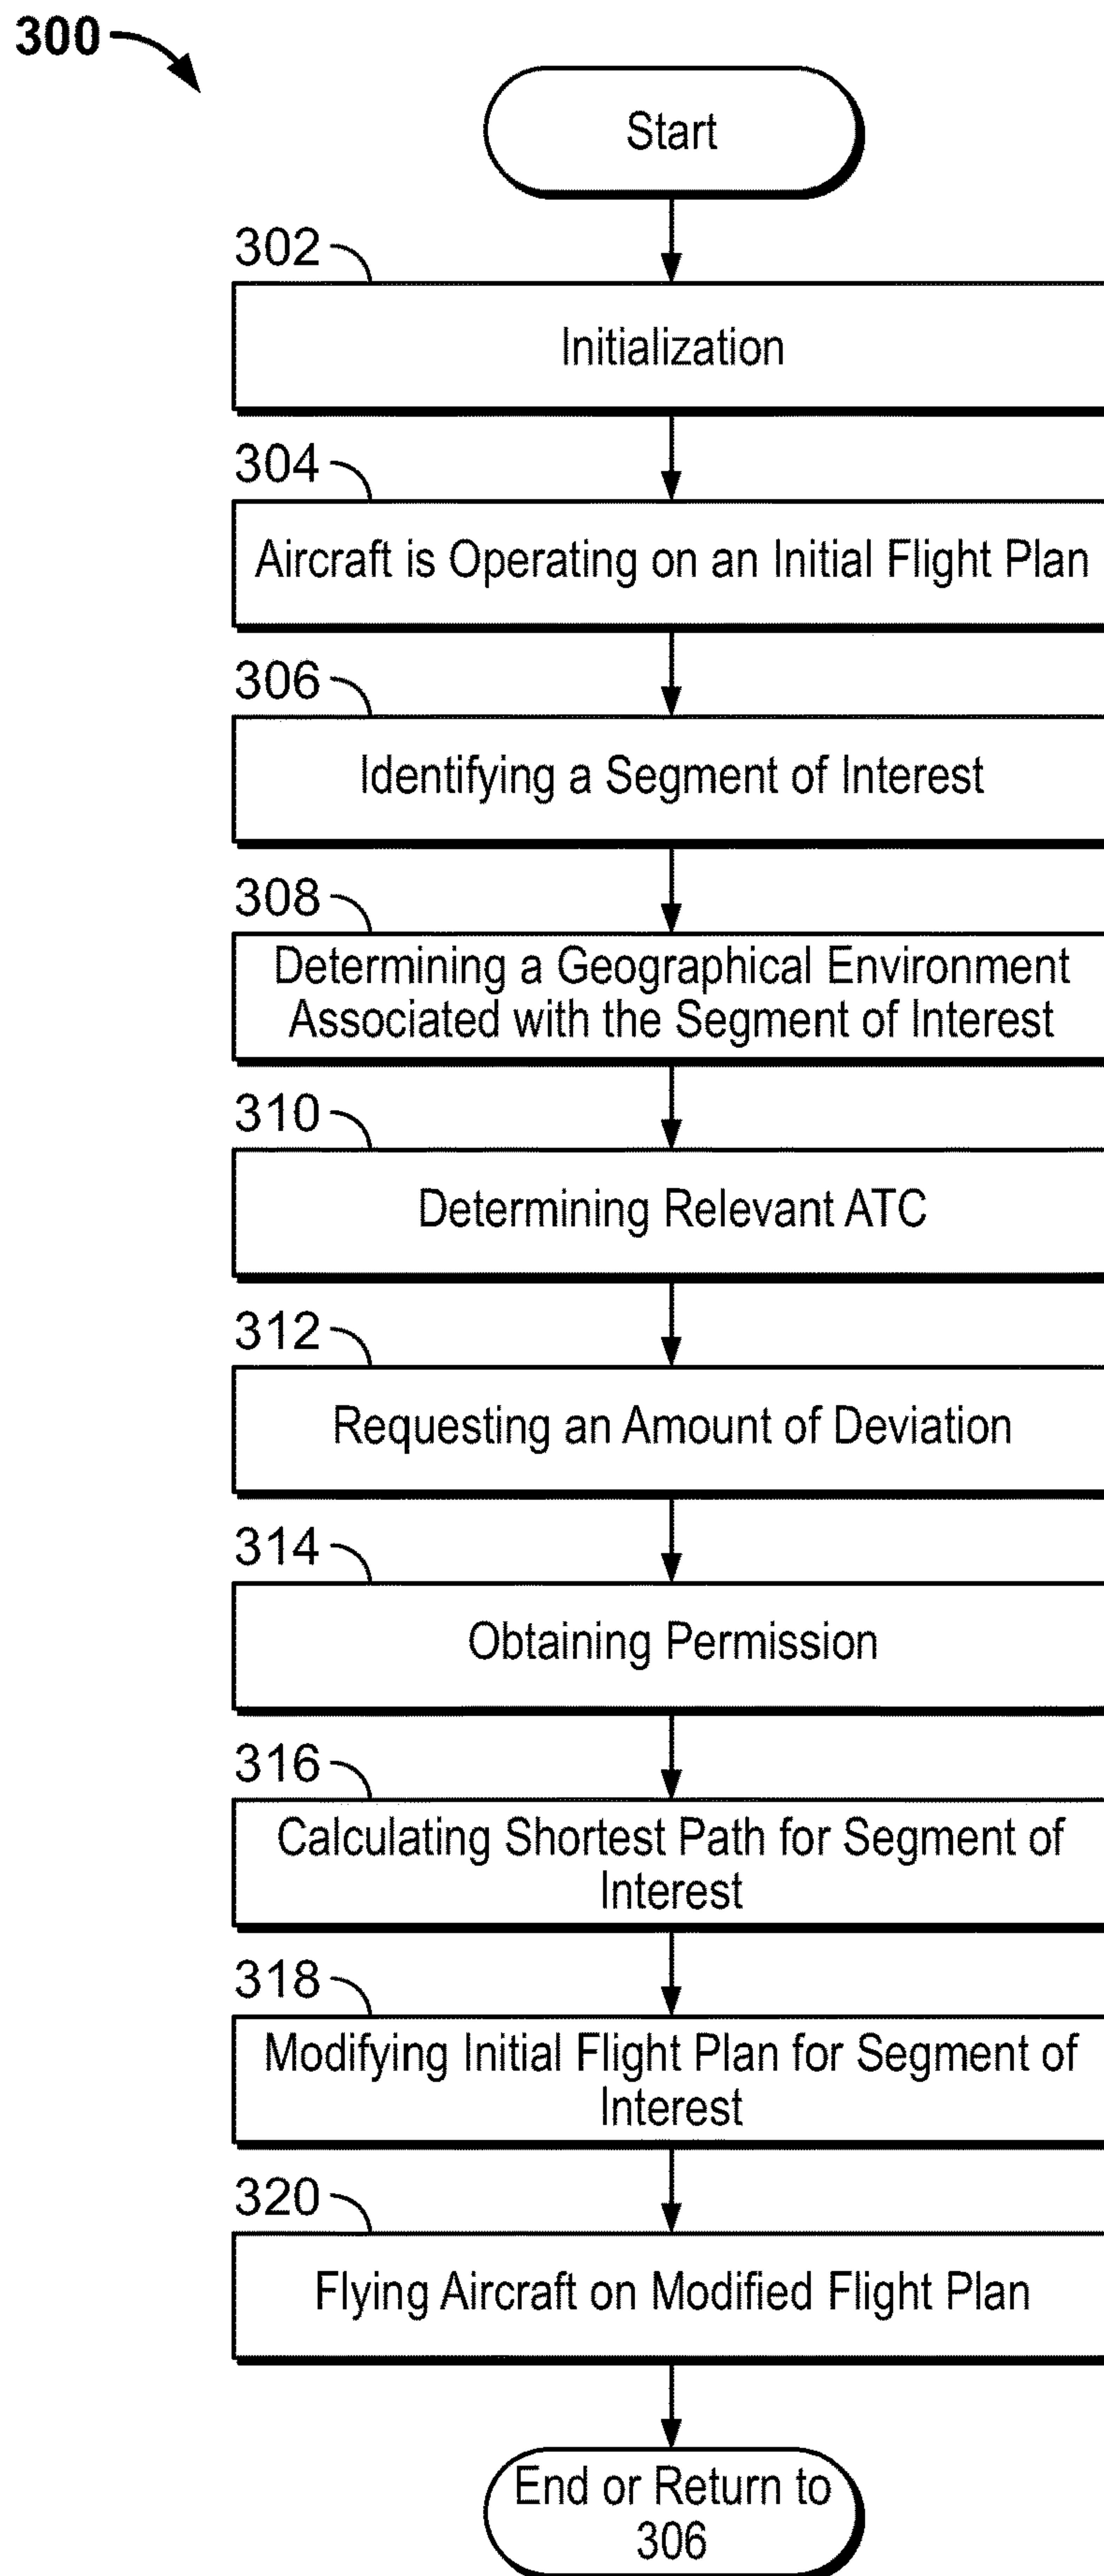 300
Start
302
Initialization
304
Aircraft is Operating on an Initial Flight Plan
306
Identifying a Segment of Interest
308
Determining a Geographical Environment
Associated with the Segment of Interest
310
Determining Relevant ATC
312
Requesting an Amount of Deviation
314
Obtaining Permission
316
Calculating Shortest Path for Segment of
Interest
318
Modifying Initial Flight Plan for Segment of
Interest
320
Flying Aircraft on Modified Flight Plan
End or Return to
306